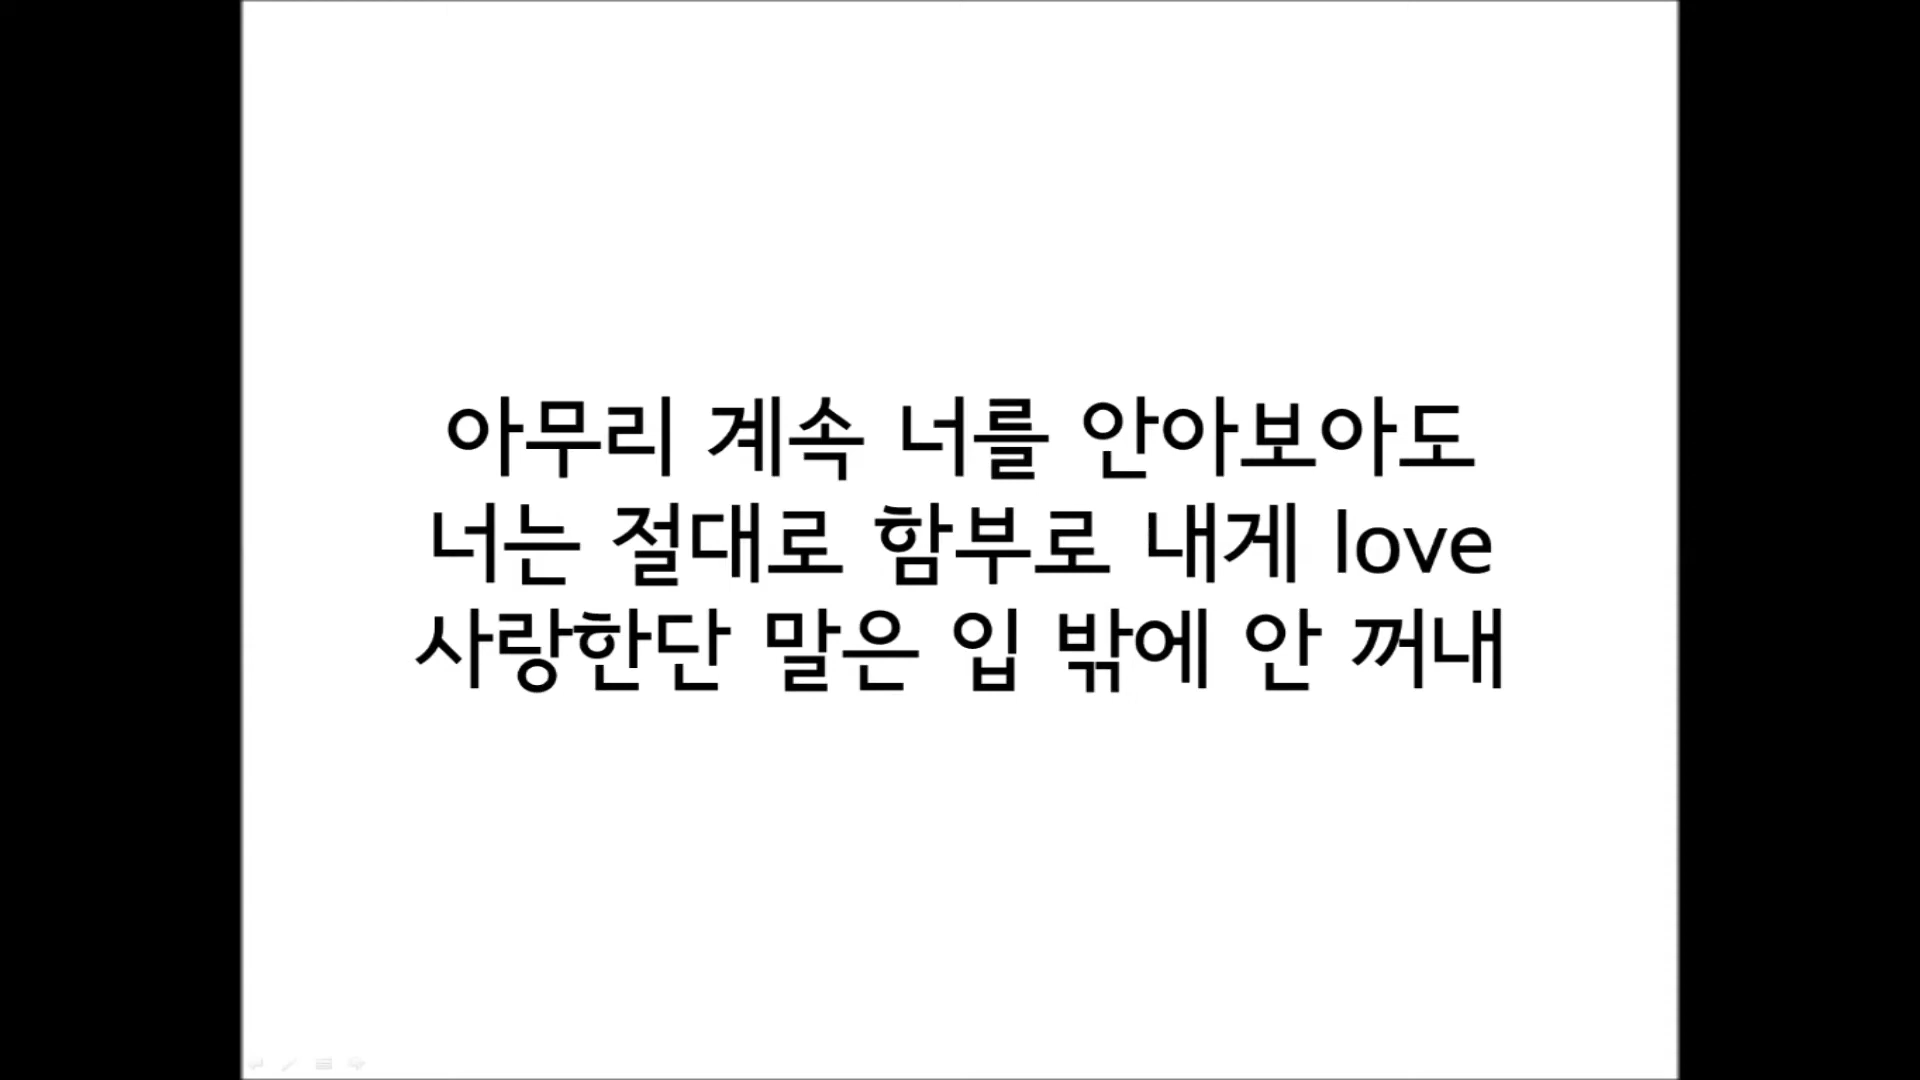 아무리 계속 너를 안아보아도
너는 절대로 함부로 내게 love
사랑한단 말은 입 밖에 안 꺼내